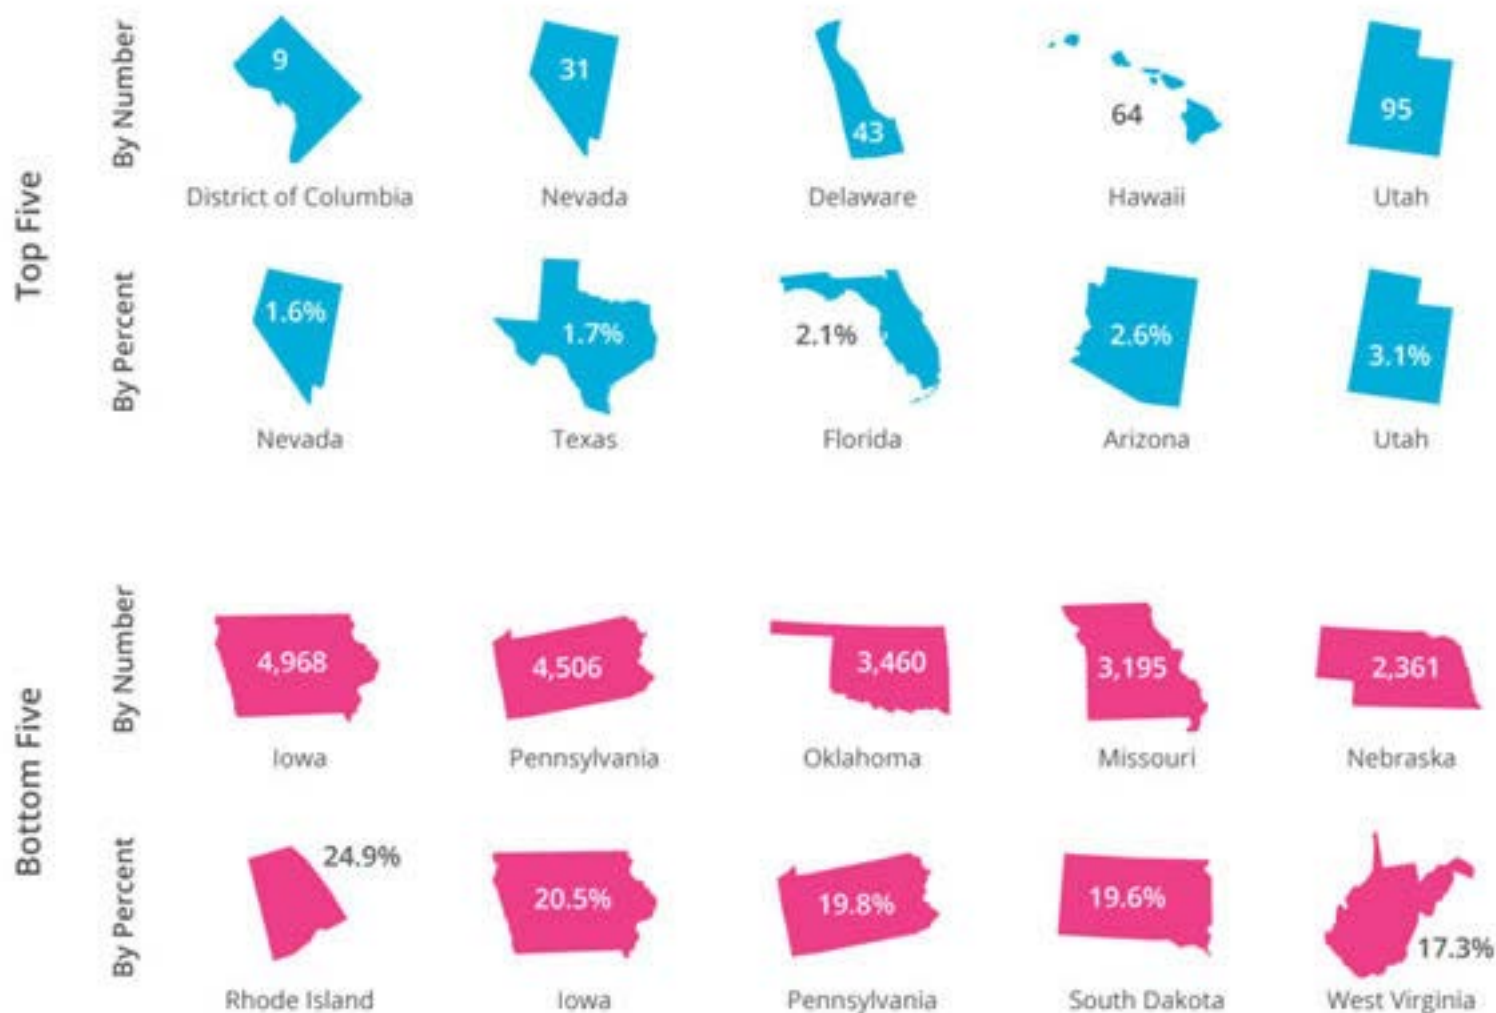 Top Five
By Number
9
31
43
64
95
District of Columbia
Nevada
Delaware
Hawaii
Utah
By Percent
1.6%
1.7%
2.1%
2.6%
3.1%
Nevada
Texas
Florida
Arizona
Utah
Bottom Five
By Number
4,968
4,506
3,460
3,195
2,361
Iowa
Pennsylvania
Oklahoma
Missouri
Nebraska
By Percent
24.9%
20.5%
19.8%
19.6%
17.3%
Rhode Island
Iowa
Pennsylvania
South Dakota
West Virginia